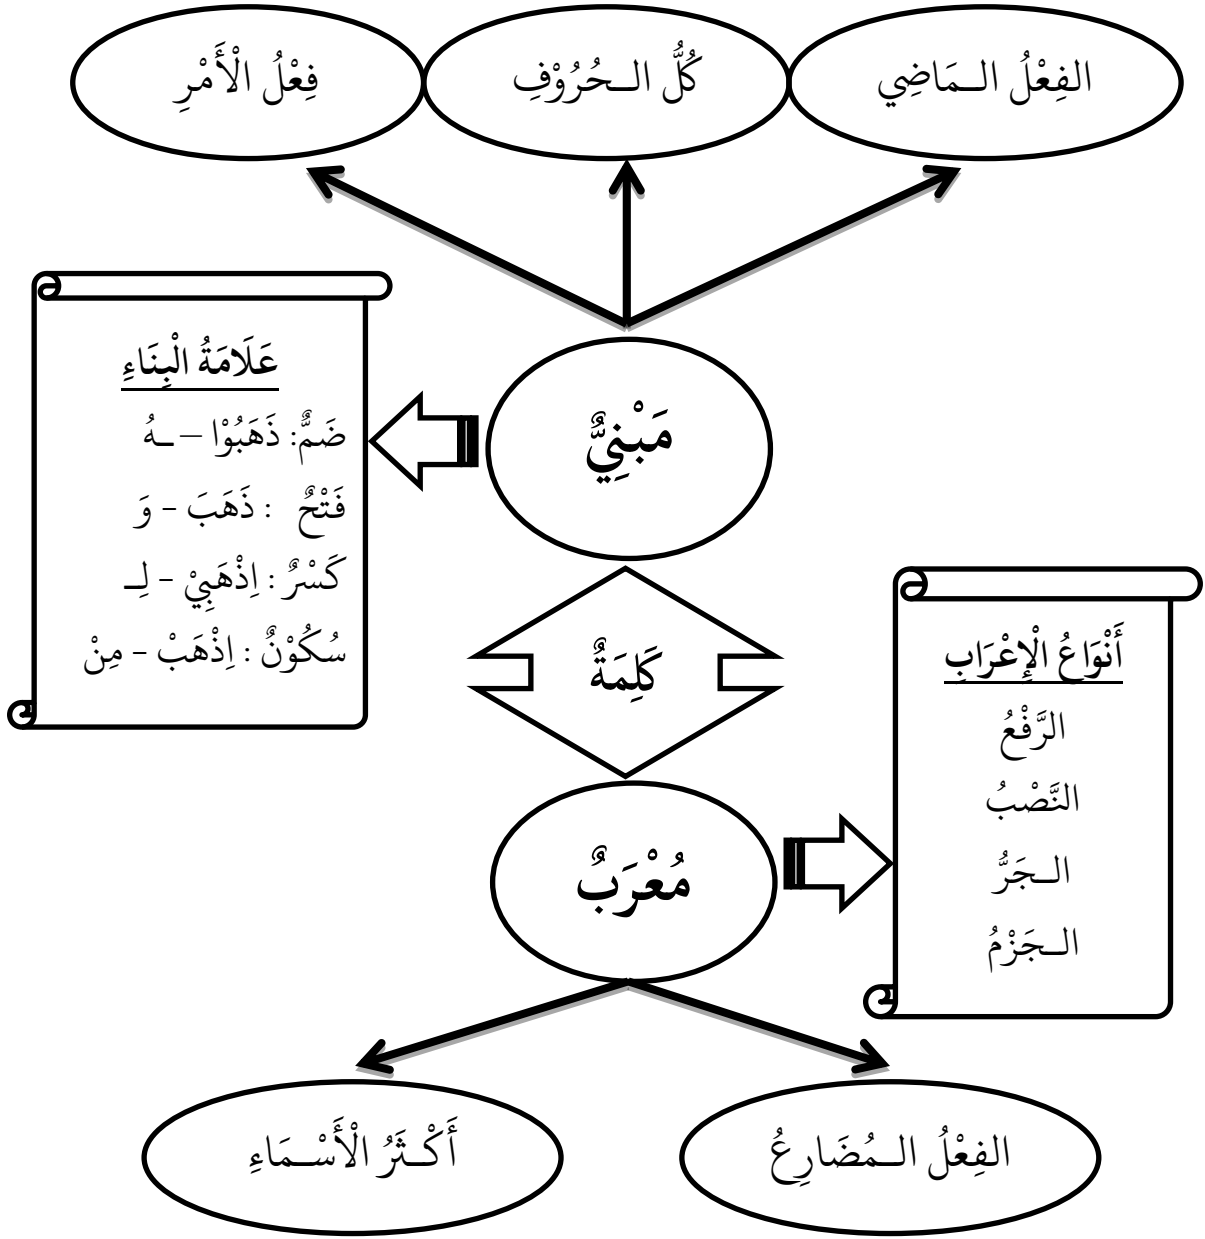 الفِعْلُ الـمَاضِي
كُلُّ الـحُرُوْفِ
فِعْلُ الْأَمْرِ
مَبْنِيٌّ
عَلَامَةُ الْبِنَاءِ
ضَمٌّ: ذَهَبُوْا – ـهُ
فَتْحٌ : ذَهَبَ - وَ
كَسْرٌ : اِذْهَبِيْ - لِـ
سُكُوْنٌ : اِذْهَبْ - مِنْ
كَلِمَةٌ
أَنْوَاعُ الْإِعْرَابِ
الرَّفْعُ
النَّصْبُ
الـجَرُّ
الـجَزْمُ
مُعْرَبٌ
الفِعْلُ الـمُضَارِعُ
أَكْـثَرُ الْأَسْـمَاءِ